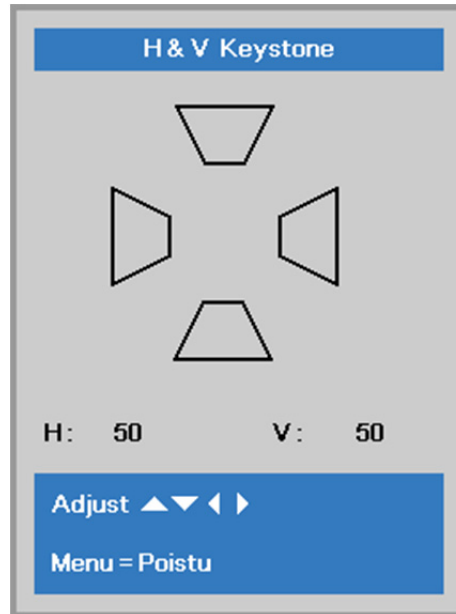 H & V Keystone
H: 50 V: 50
Adjust ▲▼◀▶
Menu = Poistu